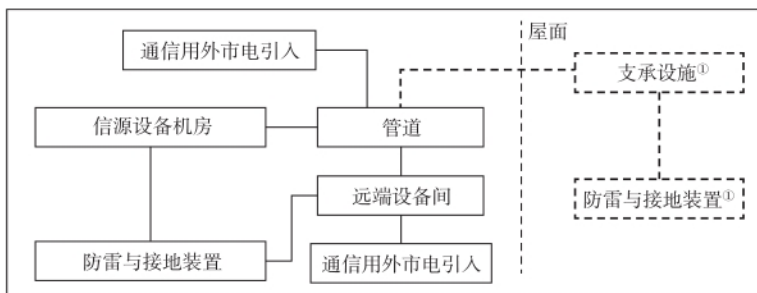 屋面
通信用外市电引入
支承设施①
信源设备机房
管道
远端设备间
防雷与接地装置①
防雷与接地装置
通信用外市电引入